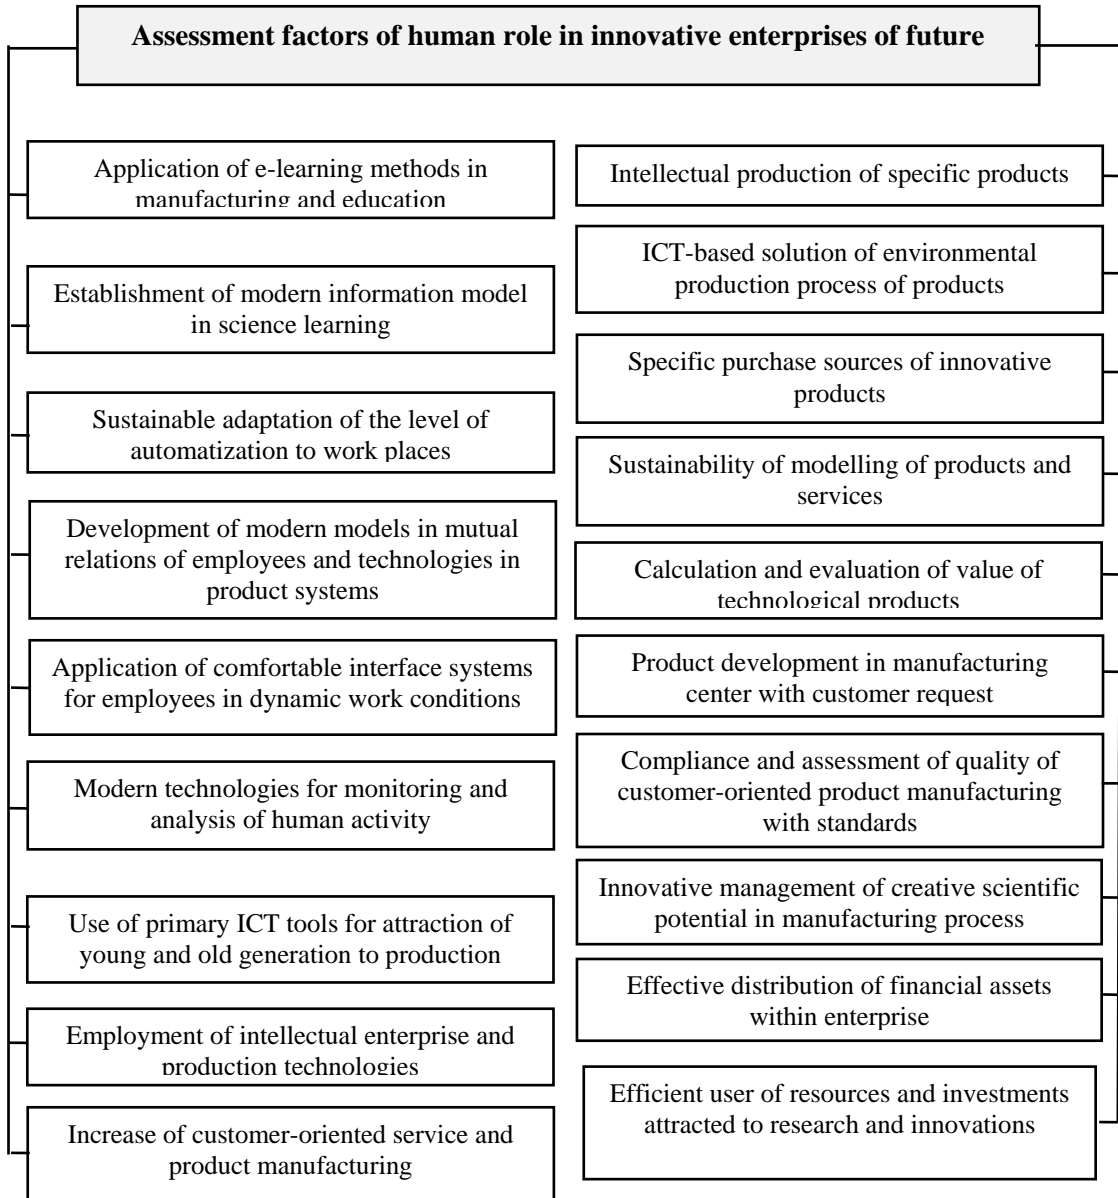 Assessment factors of human role in innovative enterprises of future
Application of e-learning methods in
manufacturing and education
Establishment of modern information model
in science learning
Sustainable adaptation of the level of
automatization to work places
Development of modern models in mutual
relations of employees and technologies in
product systems
Application of comfortable interface systems
for employees in dynamic work conditions
Modern technologies for monitoring and
analysis of human activity
Use of primary ICT tools for attraction of
young and old generation to production
Employment of intellectual enterprise and
production technologies
Increase of customer-oriented service and
product manufacturing
Intellectual production of specific products
ICT-based solution of environmental
production process of products
Specific purchase sources of innovative
products
Sustainability of modelling of products and
services
Calculation and evaluation of value of
technological products
Product development in manufacturing
center with customer request
Compliance and assessment of quality of
customer-oriented product manufacturing
with standards
Innovative management of creative scientific
potential in manufacturing process
Effective distribution of financial assets
within enterprise
Efficient user of resources and investments
attracted to research and innovations